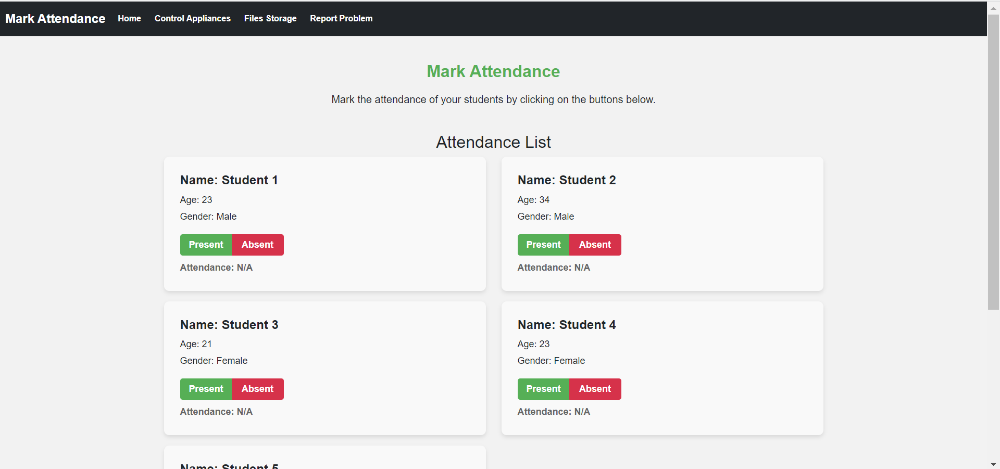 Mark Attendance Home Control Appliances Files Storage Report Problem
Mark Attendance
Mark the attendance of your students by clicking on the buttons below.
Attendance List
Name: Student 1
Age: 23
Gender: Male
Present Absent
Attendance: N/A
Name: Student 2
Age: 34
Gender: Male
Present Absent
Attendance: N/A
Name: Student 3
Age: 21
Gender: Female
Present Absent
Attendance: N/A
Name: Student 4
Age: 23
Gender: Female
Present Absent
Attendance: N/A
Name: Student 5